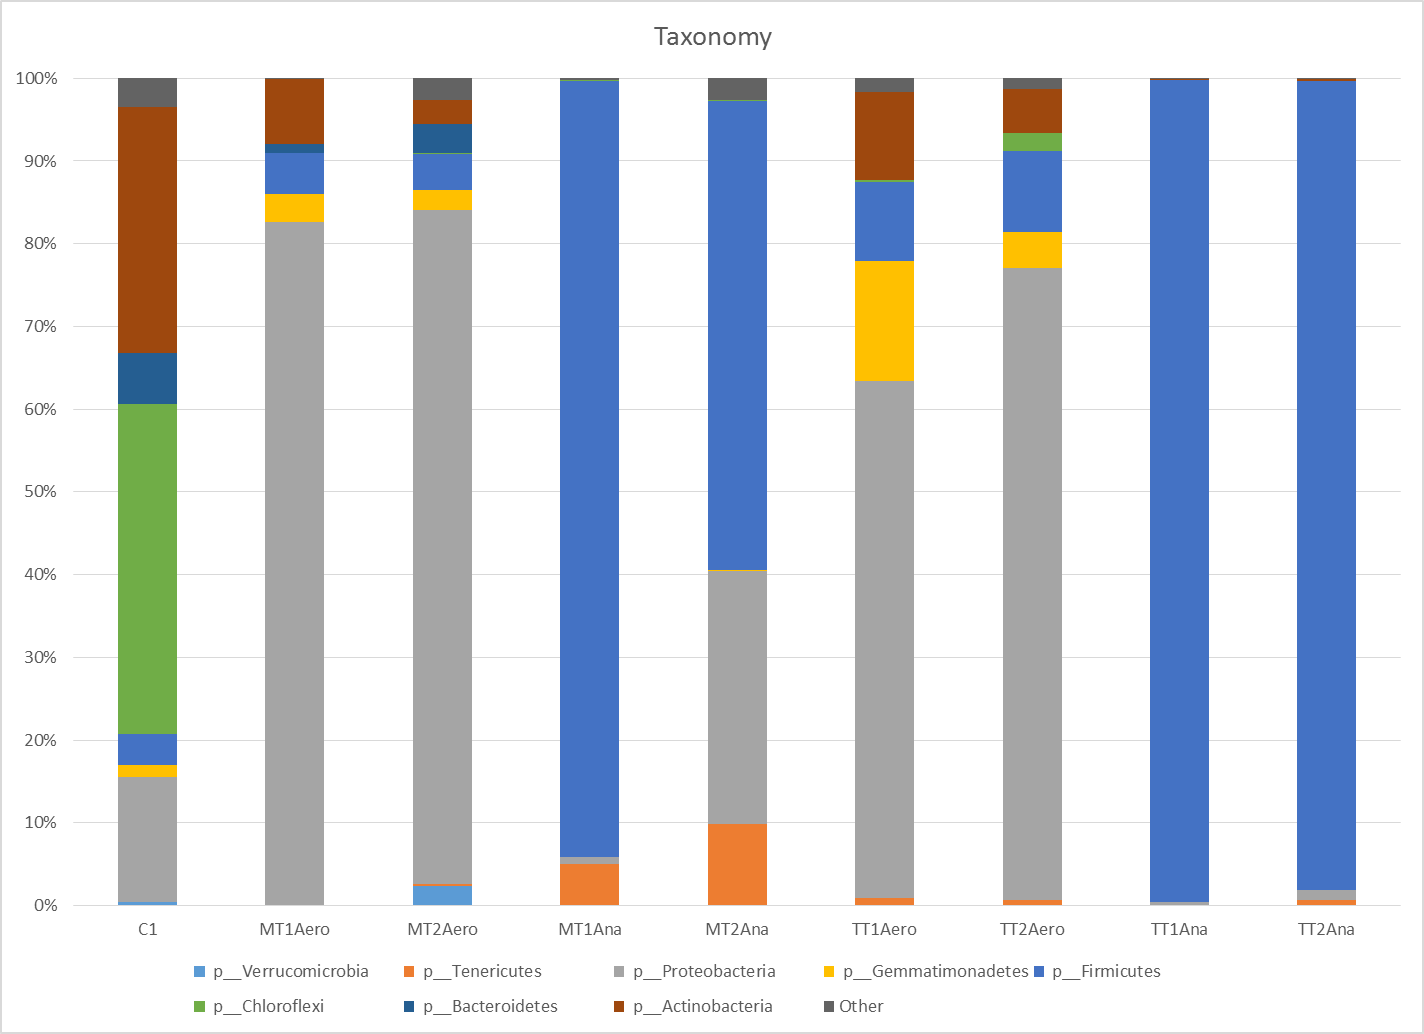 Taxonomy
100%
90%
80%
70%
60%
50%
40%
30%
20%
10%
0%
C1 MT1Aero MT2Aero MT1Ana MT2Ana TT1Aero TT2Aero TT1Ana TT2Ana
p__Verrucomicrobia p__Tenericutes p__Proteobacteria p__Gemmatimonadetes p__Firmicutes
p__Chloroflexi p__Bacteroidetes p__Actinobacteria Other